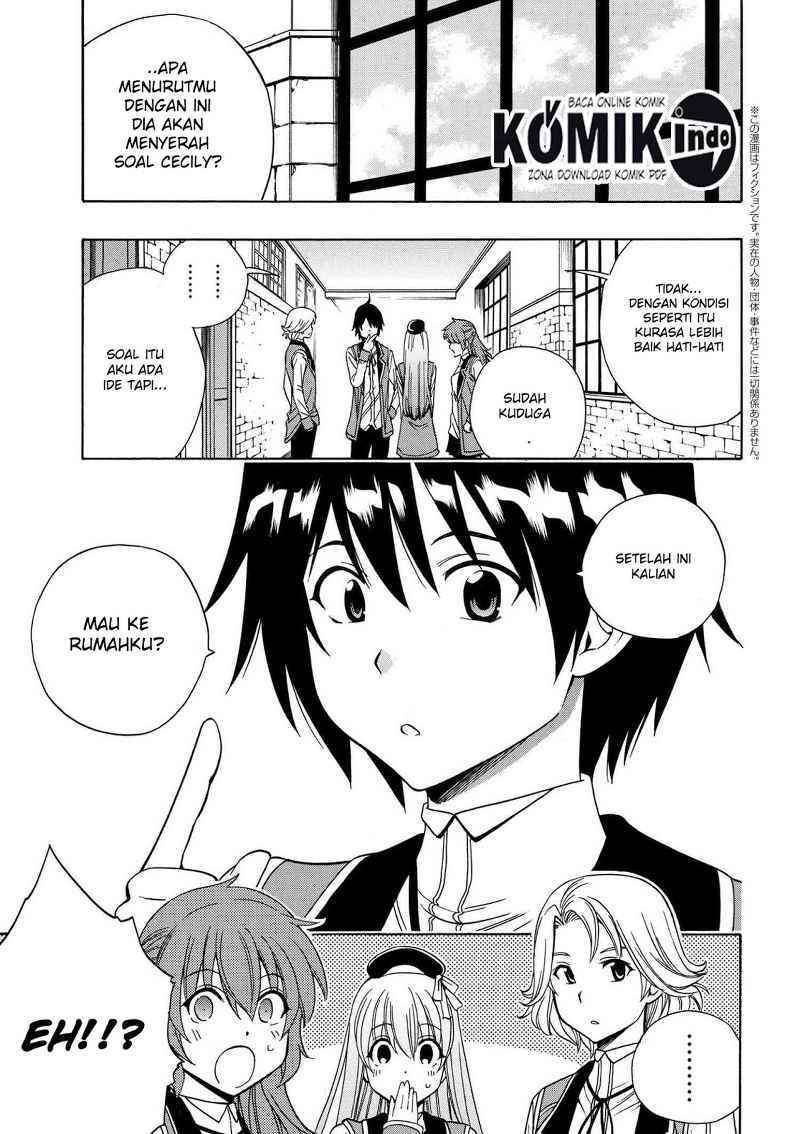 ..APA
MENURUTMU
DENGAN INI
DIA AKAN
MENYERAH
SOAL CECILY?
BACA ONLINE KOMIK
KOMIK indo
ZONA DOWNLOAD KOMIK PDF
※この漫画はフィクションです。実在の人物・団体・事件などには一切関係ありません。
TIDAK...
DENGAN KONDISI
SEPERTI ITU
KURASA LEBIH
BAIK HATI-HATI
SUDAH
KUDUGA
......
SOAL ITU
AKU ADA
IDE TAPI...
SETELAH INI
KALIAN
MAU KE
RUMAHKU?
EH!!?
........